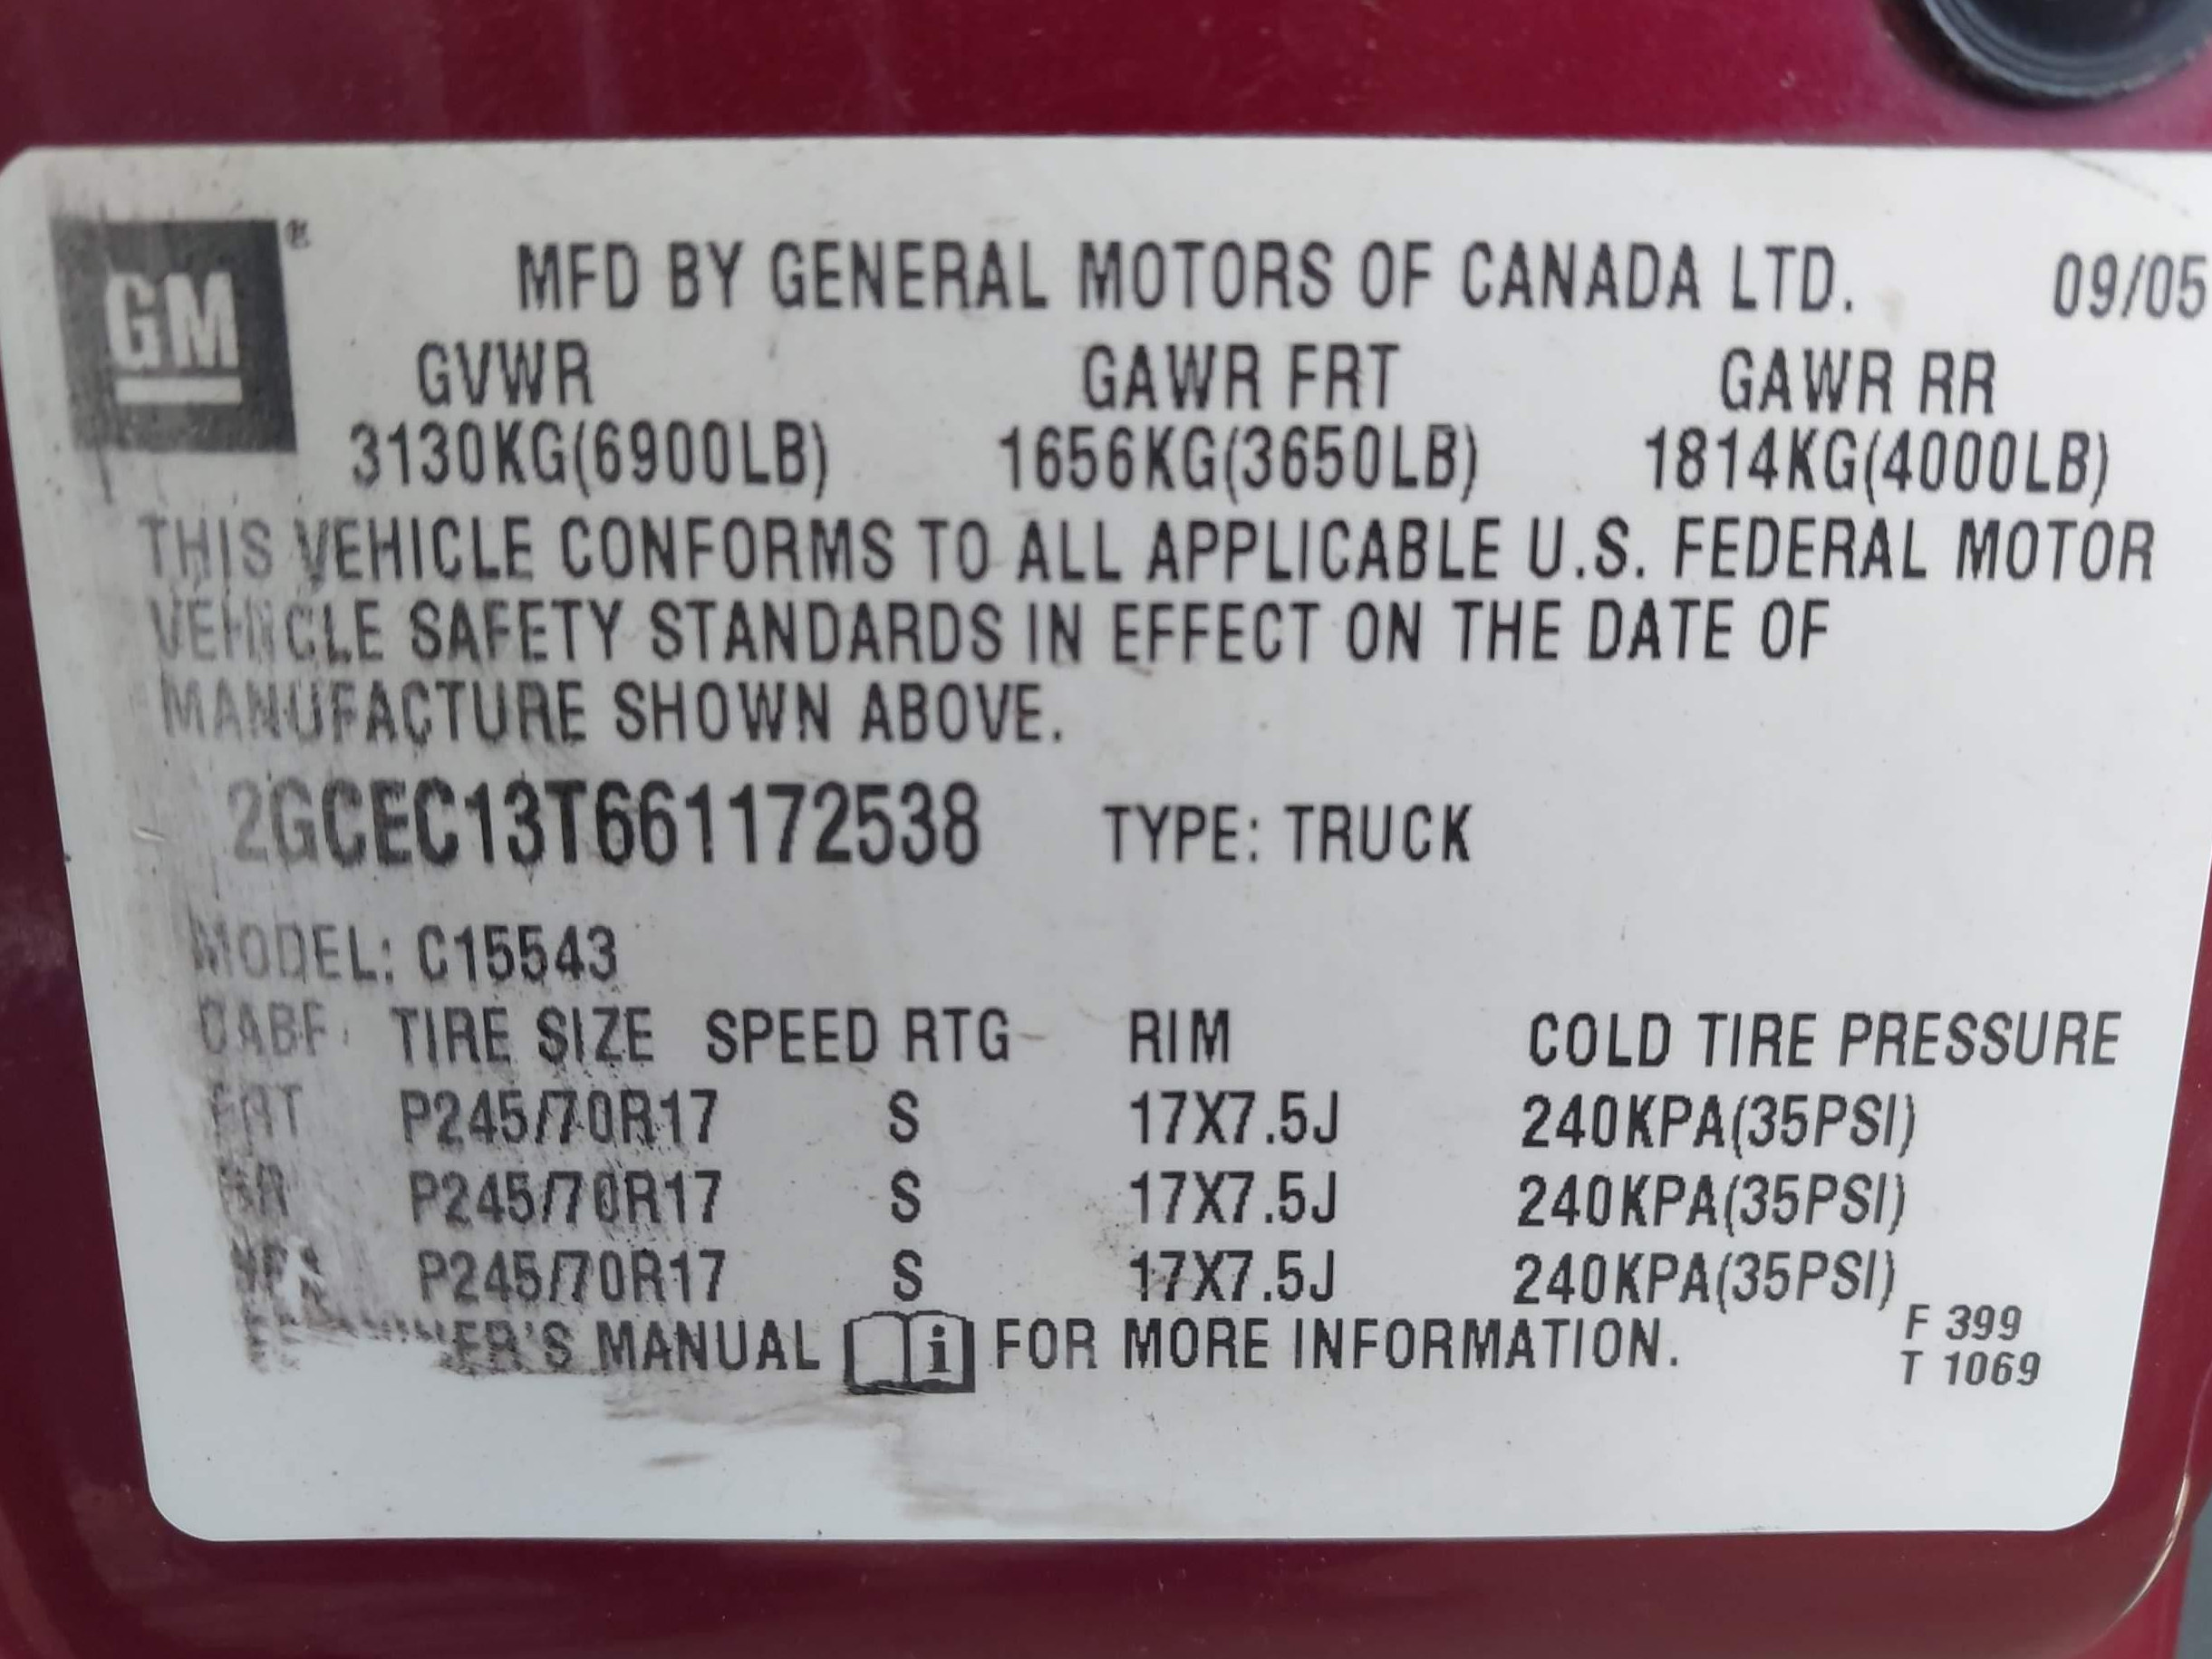 GM®
MFD BY GENERAL MOTORS OF CANADA LTD. 09/05
GVWR GAWR FRT GAWR RR
3130KG(6900LB) 1656KG(3650LB) 1814KG(4000LB)
THIS VEHICLE CONFORMS TO ALL APPLICABLE U.S. FEDERAL MOTOR
VEHICLE SAFETY STANDARDS IN EFFECT ON THE DATE OF
MANUFACTURE SHOWN ABOVE.
2GCEC13T661172538 TYPE: TRUCK
MODEL: C15543
TIRE SIZE SPEED RTG RIM COLD TIRE PRESSURE
FRT P245/70R17 S 17X7.5J 240KPA(35PSI)
RR P245/70R17 S 17X7.5J 240KPA(35PSI)
P245/70R17 S 17X7.5J 240KPA(35PSI)
MANUAL i FOR MORE INFORMATION.
F 399
T 1069